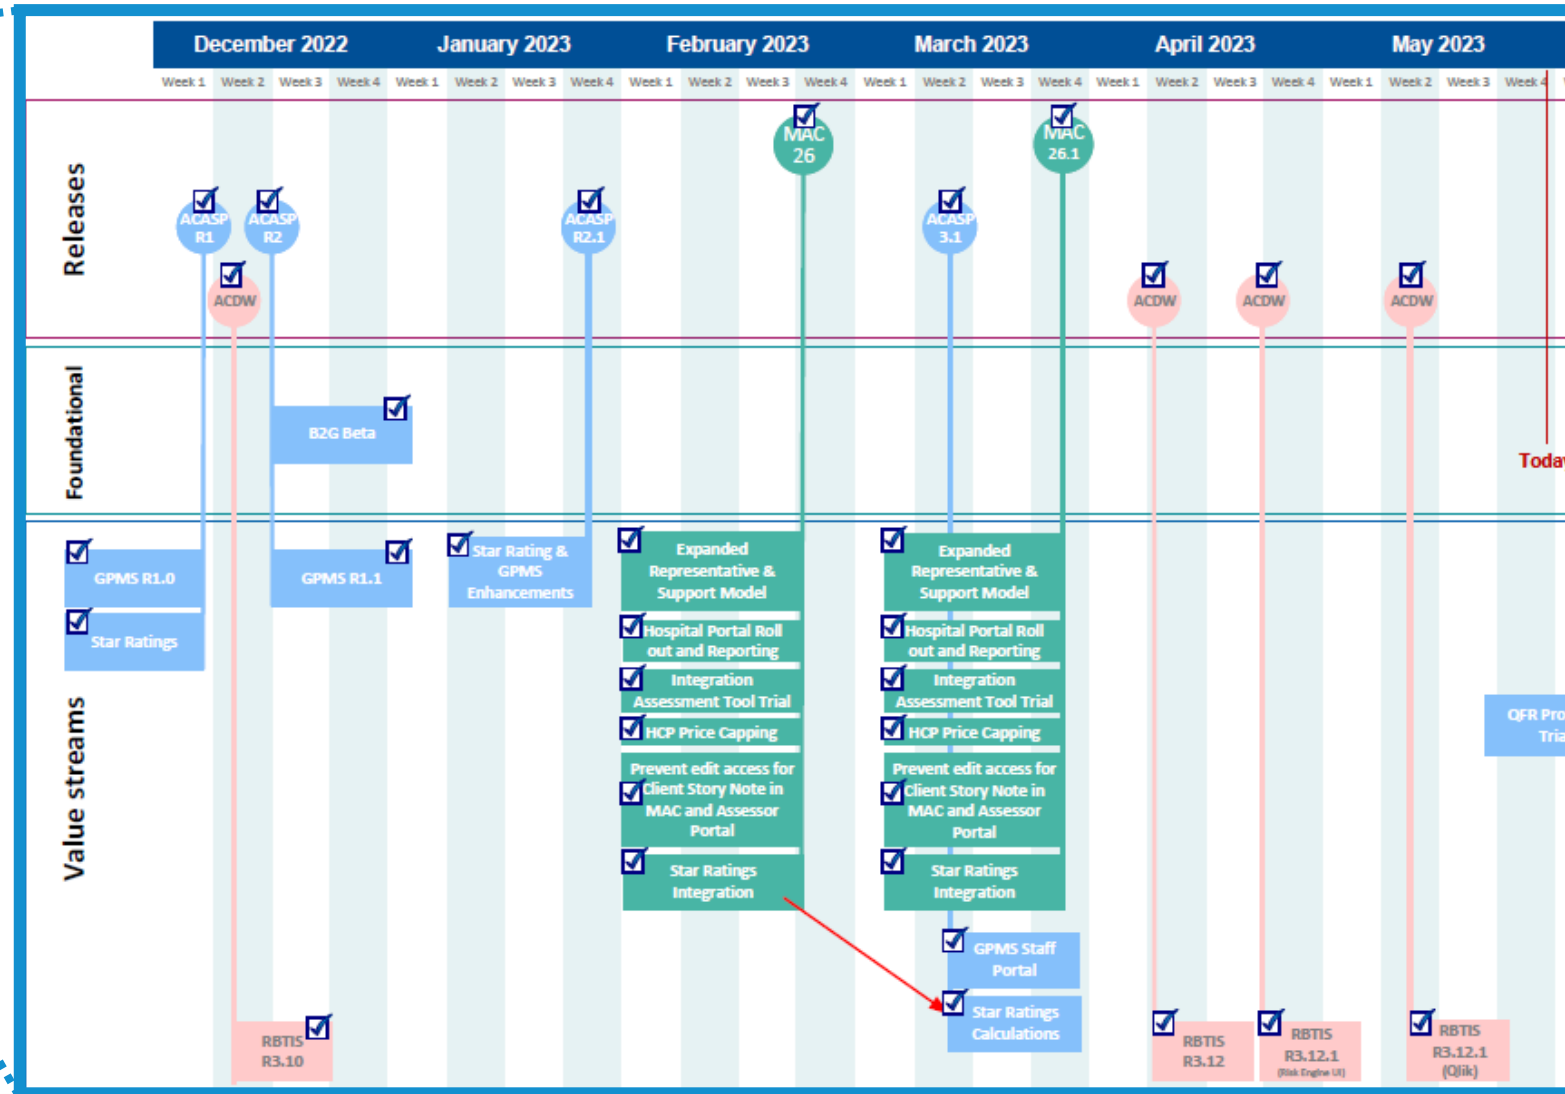 December 2022 January 2023 February 2023 March 2023 April 2023 May 2023
Week 1 Week 2 Week 3 Week 4 Week 1 Week 2 Week 3 Week 4 Week 1 Week 2 Week 3 Week 4 Week 1 Week 2 Week 3 Week 4 Week 1 Week 2 Week 3 Week 4 Week 1 Week 2 Week 3 Week 4
Releases
MAC
26
MAC
26.1
ACASP
R1
ACASP
R2
ACASP
R2.1
ACASP
3.1
ACDW
ACDW
ACDW
ACDW
Foundational
B2G Beta
Today
Value streams
GPMS R1.0
Star Ratings
GPMS R1.1
Star Rating &
GPMS
Enhancements
Expanded
Representative &
Support Model
Hospital Portal Roll
out and Reporting
Integration
Assessment Tool Trial
HCP Price Capping
Prevent edit access for
Client Story Note in
MAC and Assessor
Portal
Star Ratings
Integration
Expanded
Representative &
Support Model
Hospital Portal Roll
out and Reporting
Integration
Assessment Tool Trial
HCP Price Capping
Prevent edit access for
Client Story Note in
MAC and Assessor
Portal
Star Ratings
Integration
GPMS Staff
Portal
Star Ratings
Calculations
QFR Pro
Tria
RBTIS
R3.10
RBTIS
R3.12
RBTIS
R3.12.1
(Risk Engine UI)
RBTIS
R3.12.1
(Qlik)